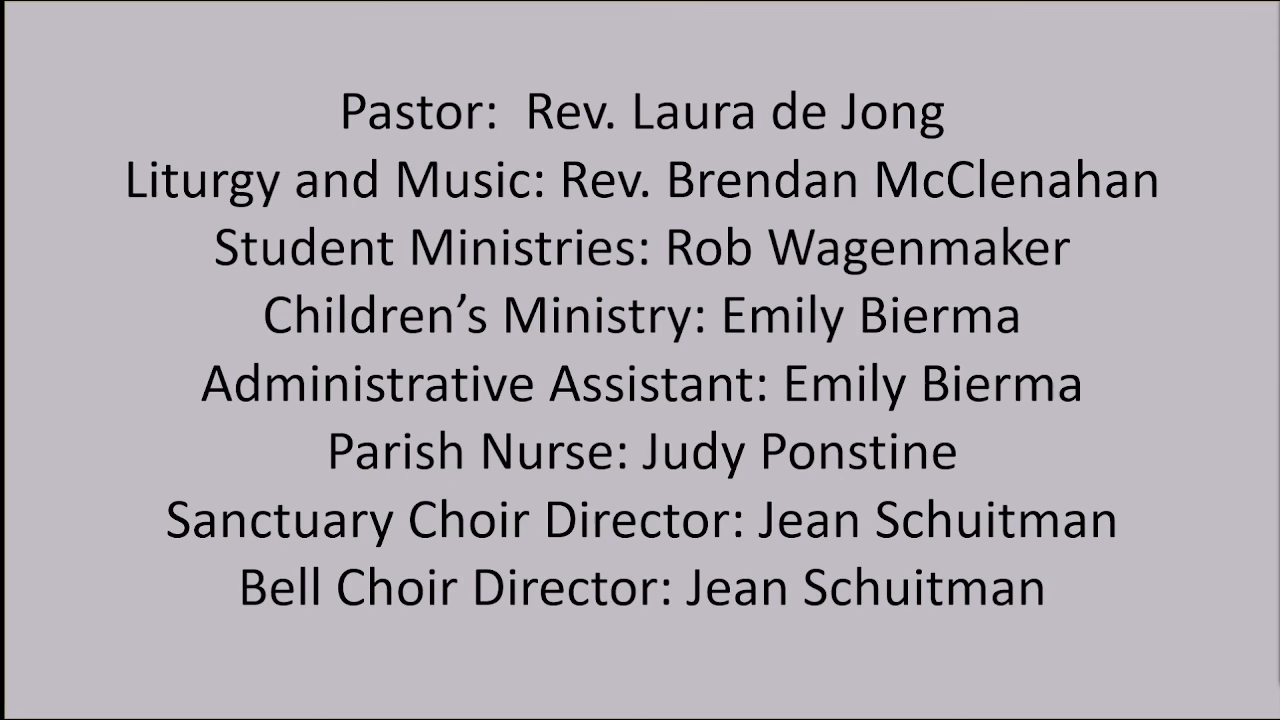 Pastor:  Rev. Laura de Jong
Liturgy and Music: Rev. Brendan McClenahan
Student Ministries: Rob Wagenmaker
Children’s Ministry: Emily Bierma
Administrative Assistant: Emily Bierma
Parish Nurse: Judy Ponstine
Sanctuary Choir Director: Jean Schuitman
Bell Choir Director: Jean Schuitman